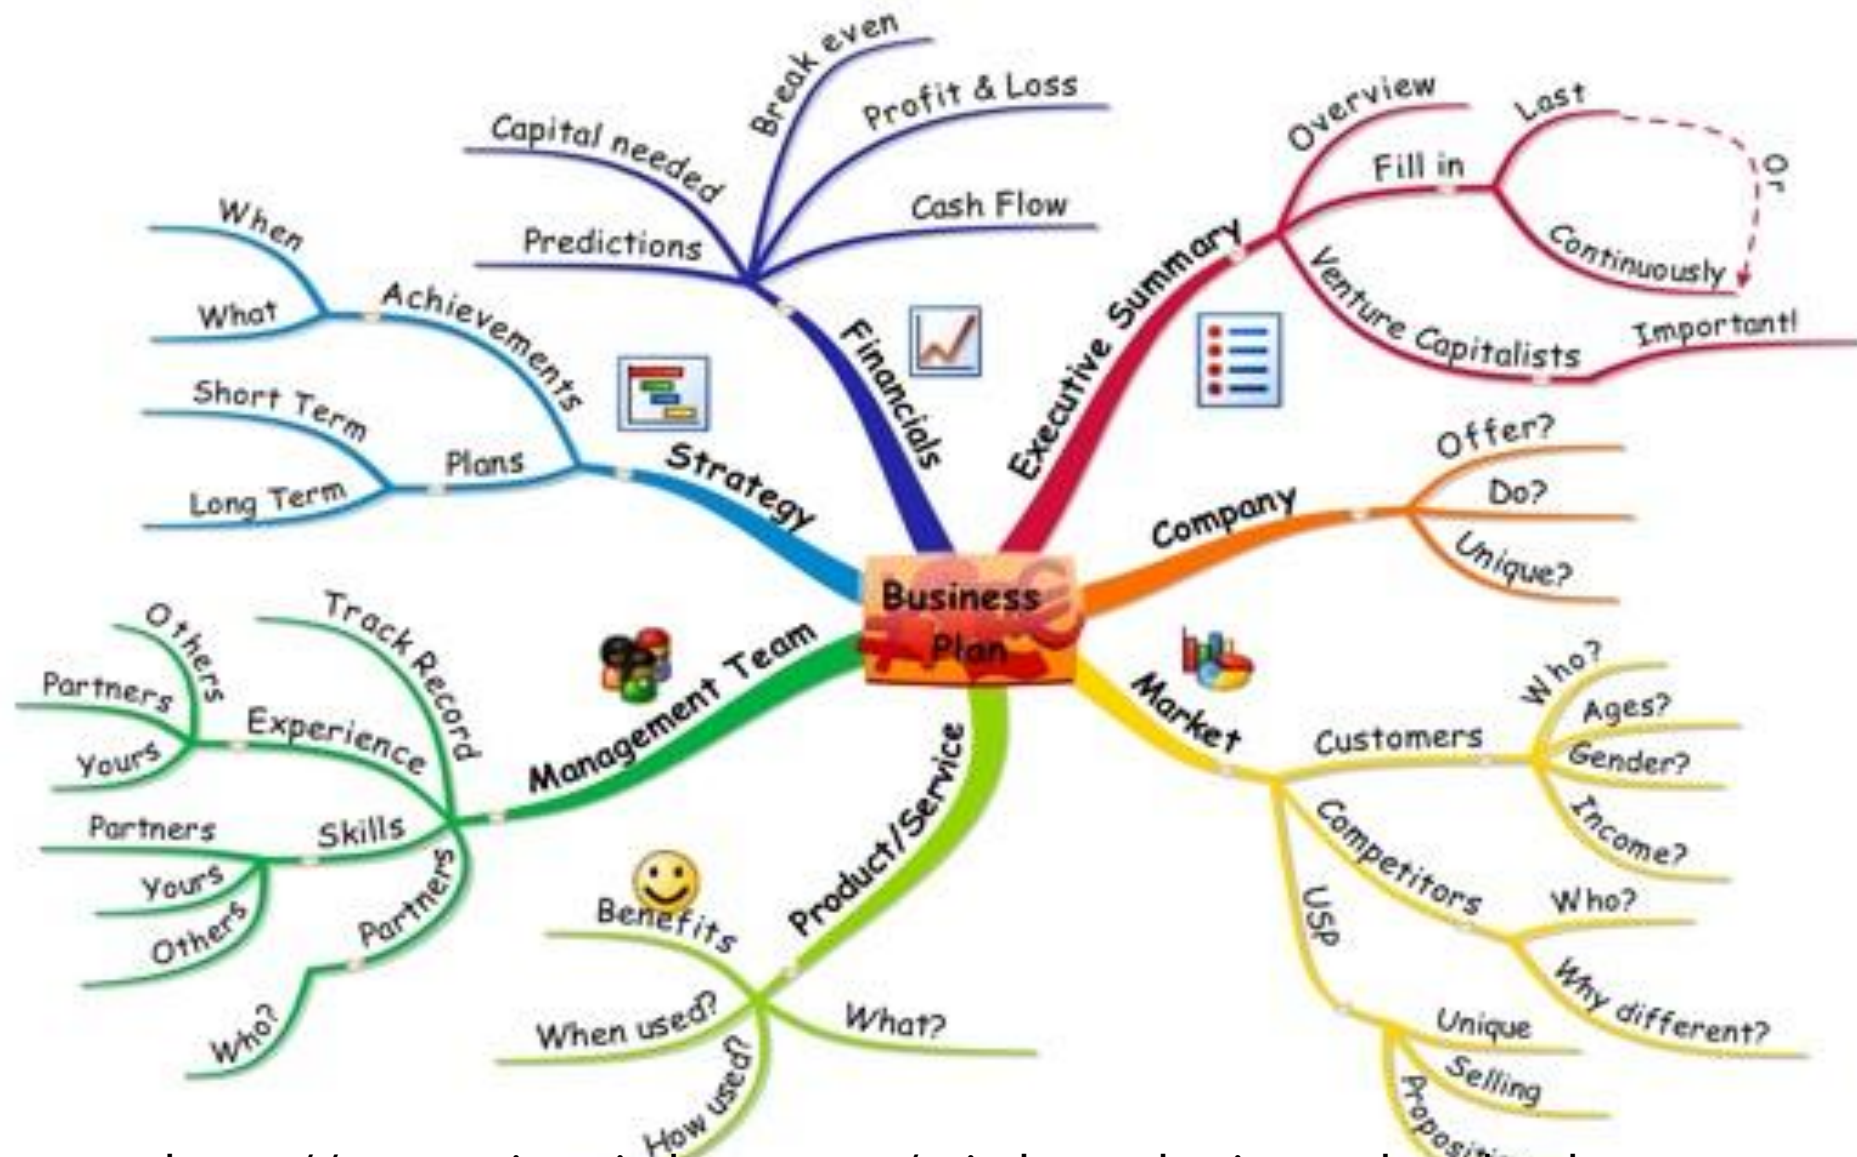 Business
Plan
Executive Summary
Overview
Fill in
Last
Or
Continuously
Venture Capitalists
Important!
Company
Offer?
Do?
Unique?
Market
Customers
Who?
Ages?
Gender?
Income?
Competitors
Who?
Why different?
USP
Unique
Selling
Product/Service
What?
How used?
When used?
Benefits
Management Team
Track Record
Experience
Others
Partners
Yours
Skills
Partners
Yours
Others
Partners
Who?
Strategy
Achievements
When
What
Plans
Short Term
Long Term
Financials
Predictions
Capital needed
Break even
Profit & Loss
Cash Flow